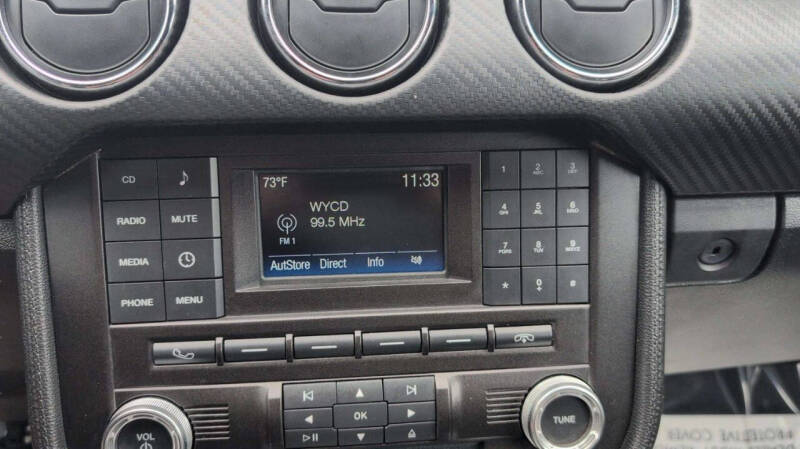 CD
RADIO MUTE
MEDIA
PHONE MENU
73°F 11:33
WYCD
99.5 MHz
FM 1
AutStore Direct Info
1 2 ABC 3 DEF
4 GHI 5 JKL 6 MNO
7 PQRS 8 TUV 9 WXYZ
* 0 + #
OK
VOL
TUNE
PROTECTIVE COVER